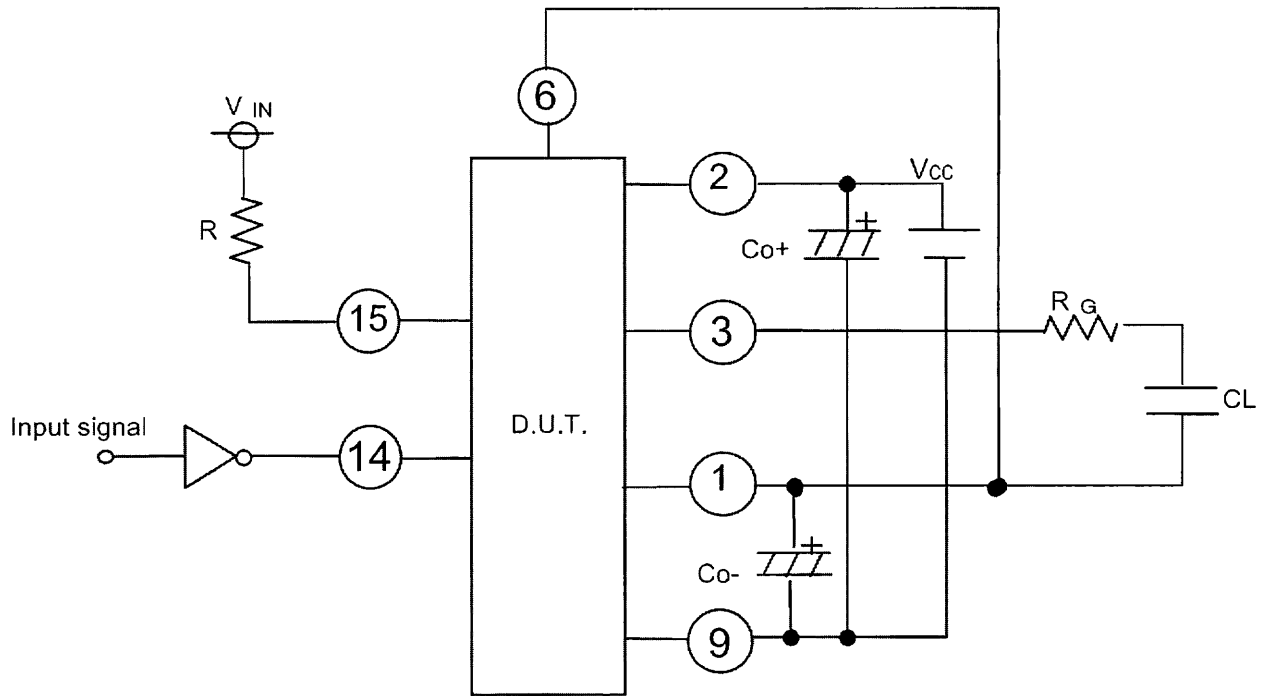 6
V IN
2
VCC
R
+
Co+
15
3
R G
D.U.T.
CL
Input signal
14
1
+
Co-
9